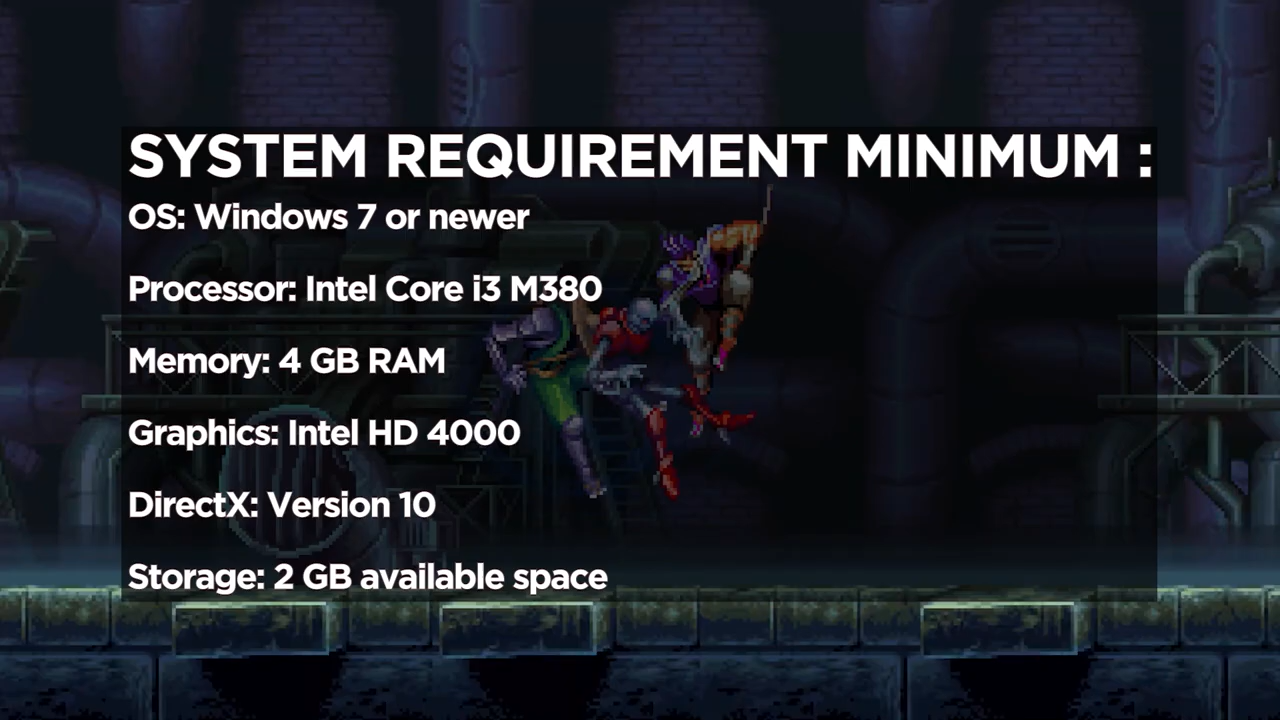 SYSTEM REQUIREMENT MINIMUM :
OS: Windows 7 or newer
Processor: Intel Core i3 M380
Memory: 4 GB RAM
Graphics: Intel HD 4000
DirectX: Version 10
Storage: 2 GB available space